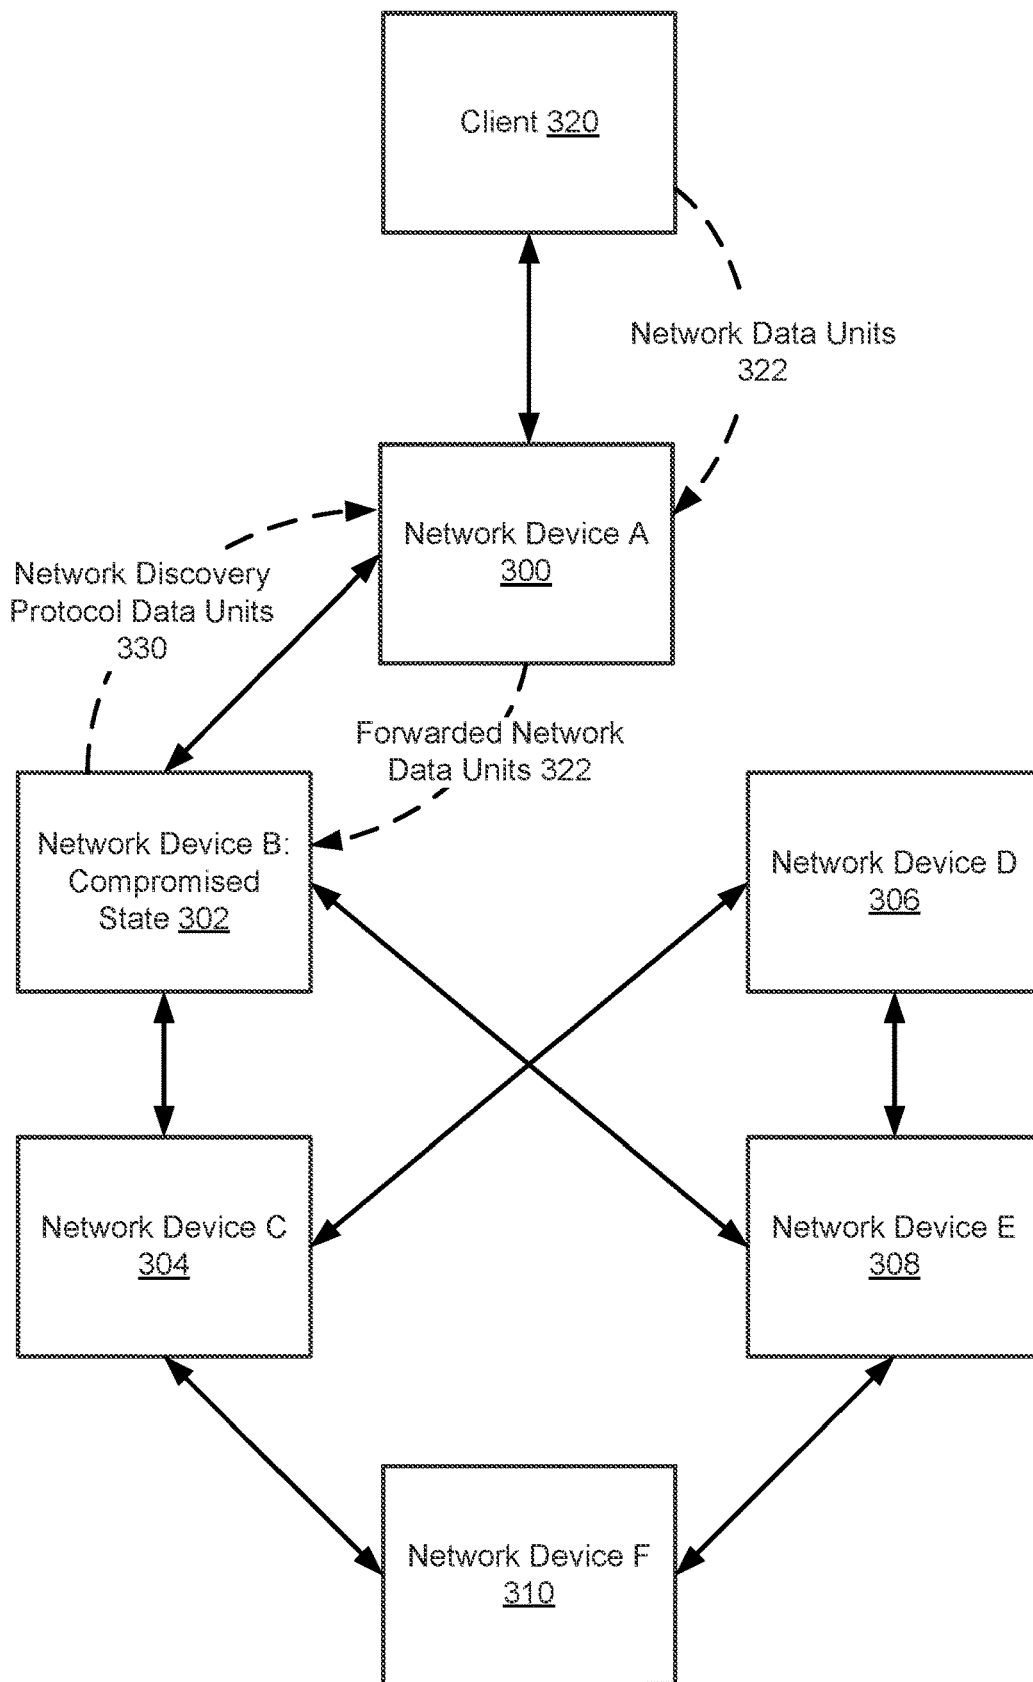 Client 320
Network Data Units
322
Network Device A
300
Network Discovery
Protocol Data Units
330
Forwarded Network
Data Units 322
Network Device B:
Compromised
State 302
Network Device D
306
Network Device C
304
Network Device E
308
Network Device F
310